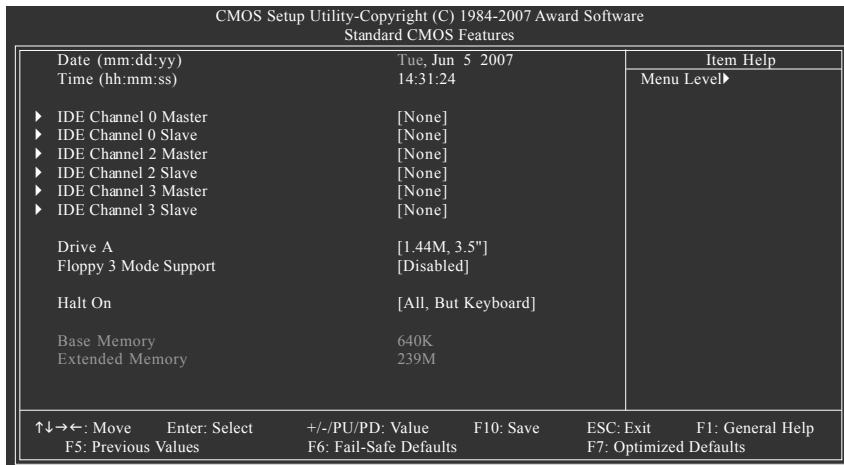 CMOS Setup Utility-Copyright (C) 1984-2007 Award Software
Standard CMOS Features
Date (mm:dd:yy) Tue, Jun 5 2007 Item Help
Time (hh:mm:ss) 14:31:24 Menu Level▶
▶ IDE Channel 0 Master [None]
▶ IDE Channel 0 Slave [None]
▶ IDE Channel 2 Master [None]
▶ IDE Channel 2 Slave [None]
▶ IDE Channel 3 Master [None]
▶ IDE Channel 3 Slave [None]
Drive A [1.44M, 3.5"]
Floppy 3 Mode Support [Disabled]
Halt On [All, But Keyboard]
Base Memory 640K
Extended Memory 239M
↑↓→←: Move Enter: Select +/-/PU/PD: Value F10: Save ESC: Exit F1: General Help
F5: Previous Values F6: Fail-Safe Defaults F7: Optimized Defaults